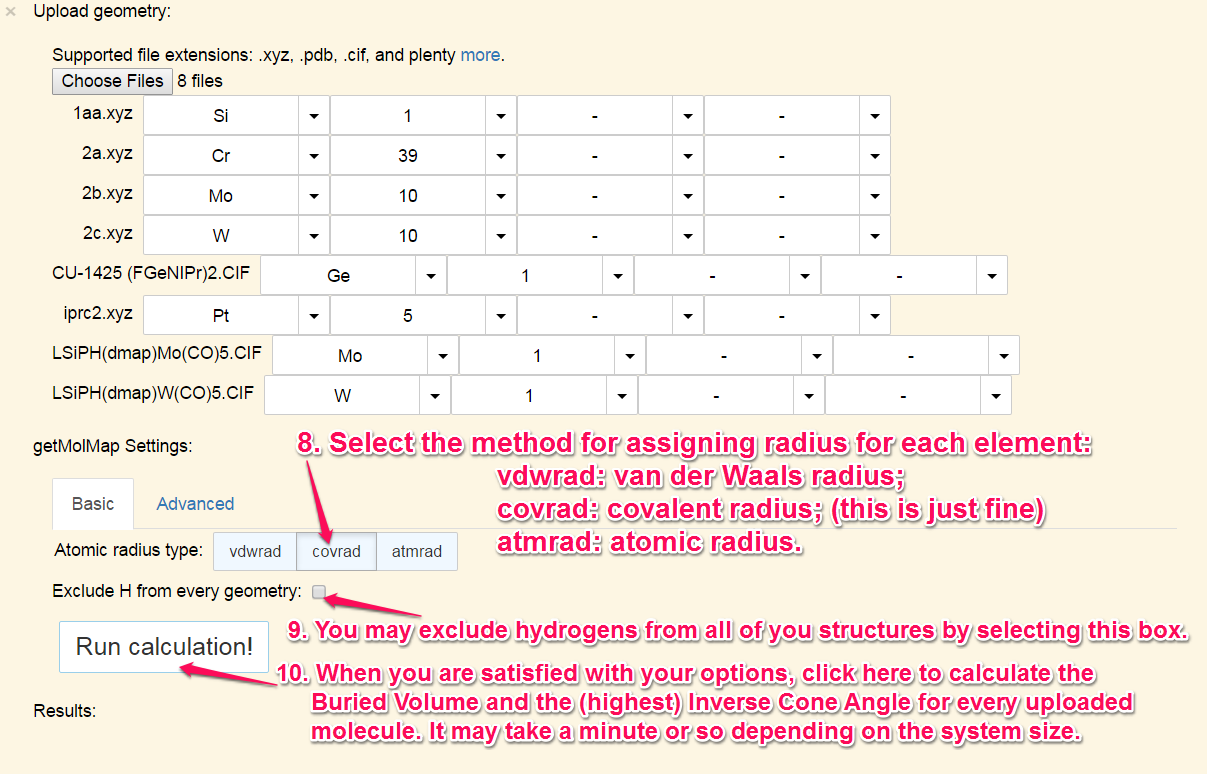 × Upload geometry:
Supported file extensions: .xyz, .pdb, .cif, and plenty more.
Choose Files 8 files
1aa.xyz Si 1 - -
2a.xyz Cr 39 - -
2b.xyz Mo 10 - -
2c.xyz W 10 - -
CU-1425 (FGeNIPr)2.CIF Ge 1 - -
iprc2.xyz Pt 5 - -
LSiPH(dmap)Mo(CO)5.CIF Mo 1 - -
LSiPH(dmap)W(CO)5.CIF W 1 - -
getMolMap Settings:
8. Select the method for assigning radius for each element:
vdwrad: van der Waals radius;
covrad: covalent radius; (this is just fine)
atmrad: atomic radius.
Basic Advanced
Atomic radius type: vdwrad covrad atmrad
Exclude H from every geometry:
9. You may exclude hydrogens from all of you structures by selecting this box.
Run calculation!
10. When you are satisfied with your options, click here to calculate the
Buried Volume and the (highest) Inverse Cone Angle for every uploaded
molecule. It may take a minute or so depending on the system size.
Results: